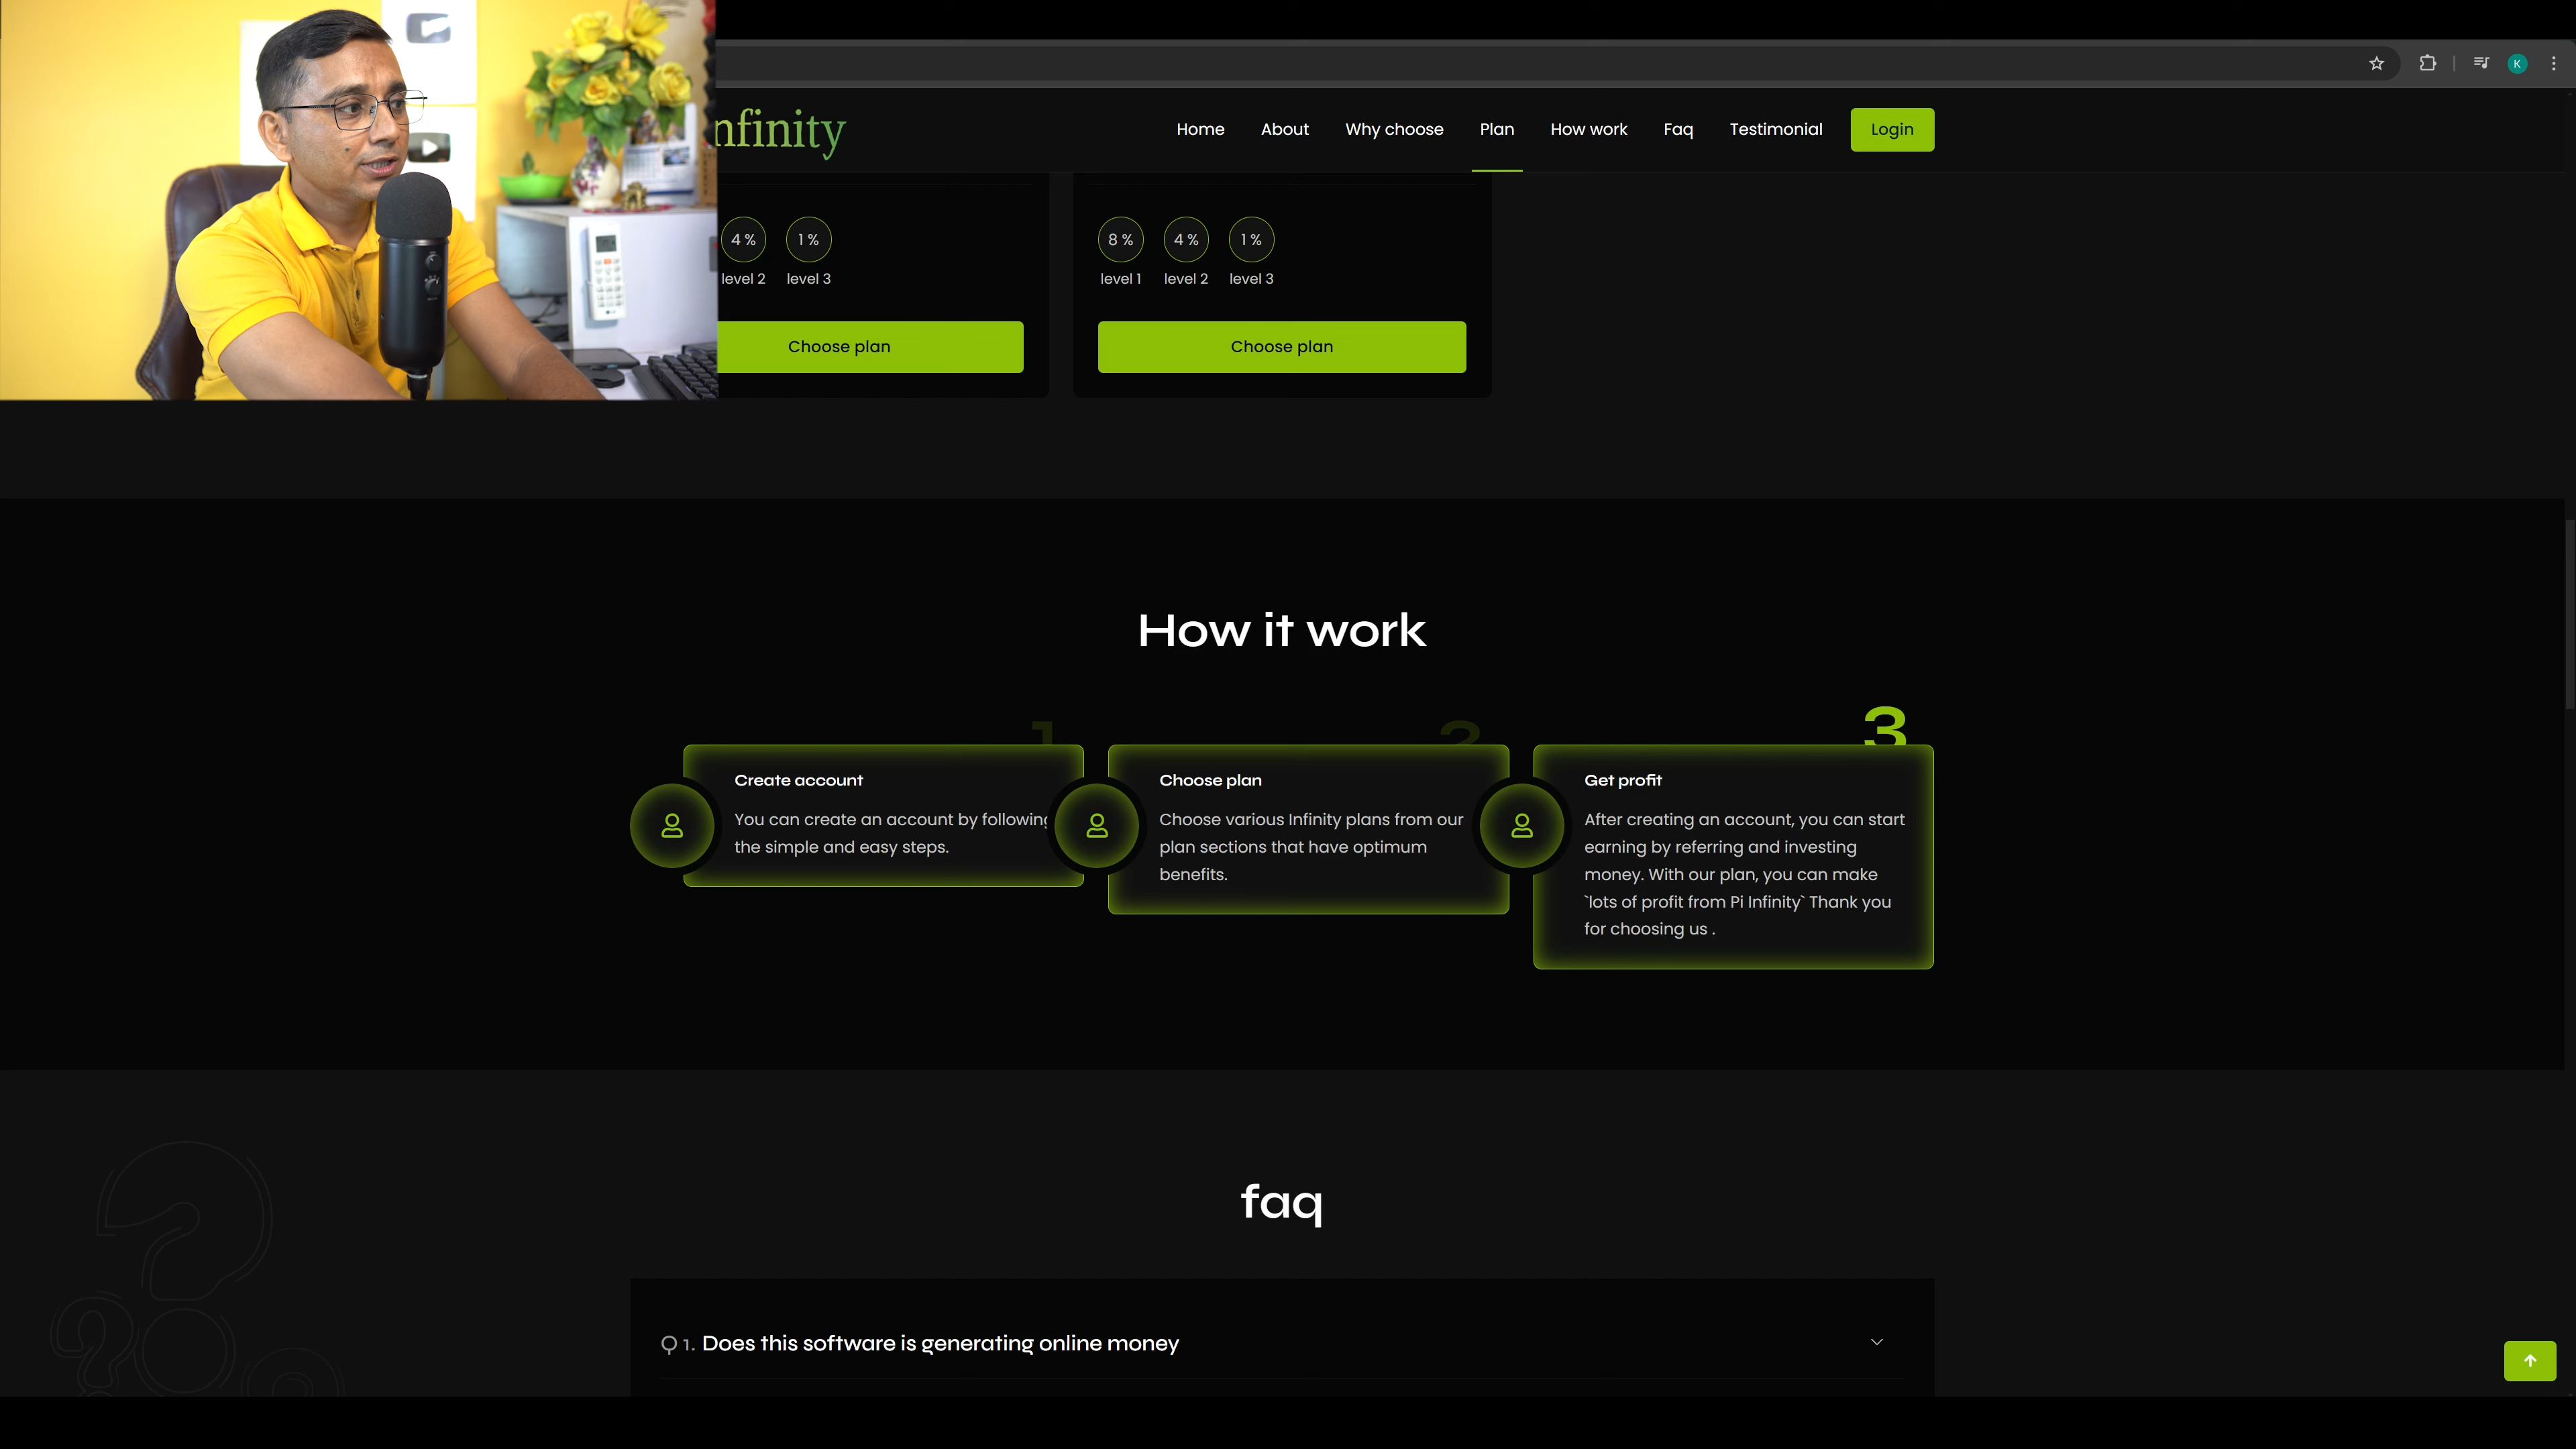 nfinity
Home About Why choose Plan How work Faq Testimonial Login
K
4 % 1 % 8 % 4 % 1 %
level 2 level 3 level 1 level 2 level 3
Choose plan Choose plan
How it work
1 2 3
Create account
You can create an account by following
the simple and easy steps.
Choose plan
Choose various Infinity plans from our
plan sections that have optimum
benefits.
Get profit
After creating an account, you can start
earning by referring and investing
money. With our plan, you can make
`lots of profit from Pi Infinity` Thank you
for choosing us .
faq
Q 1. Does this software is generating online money